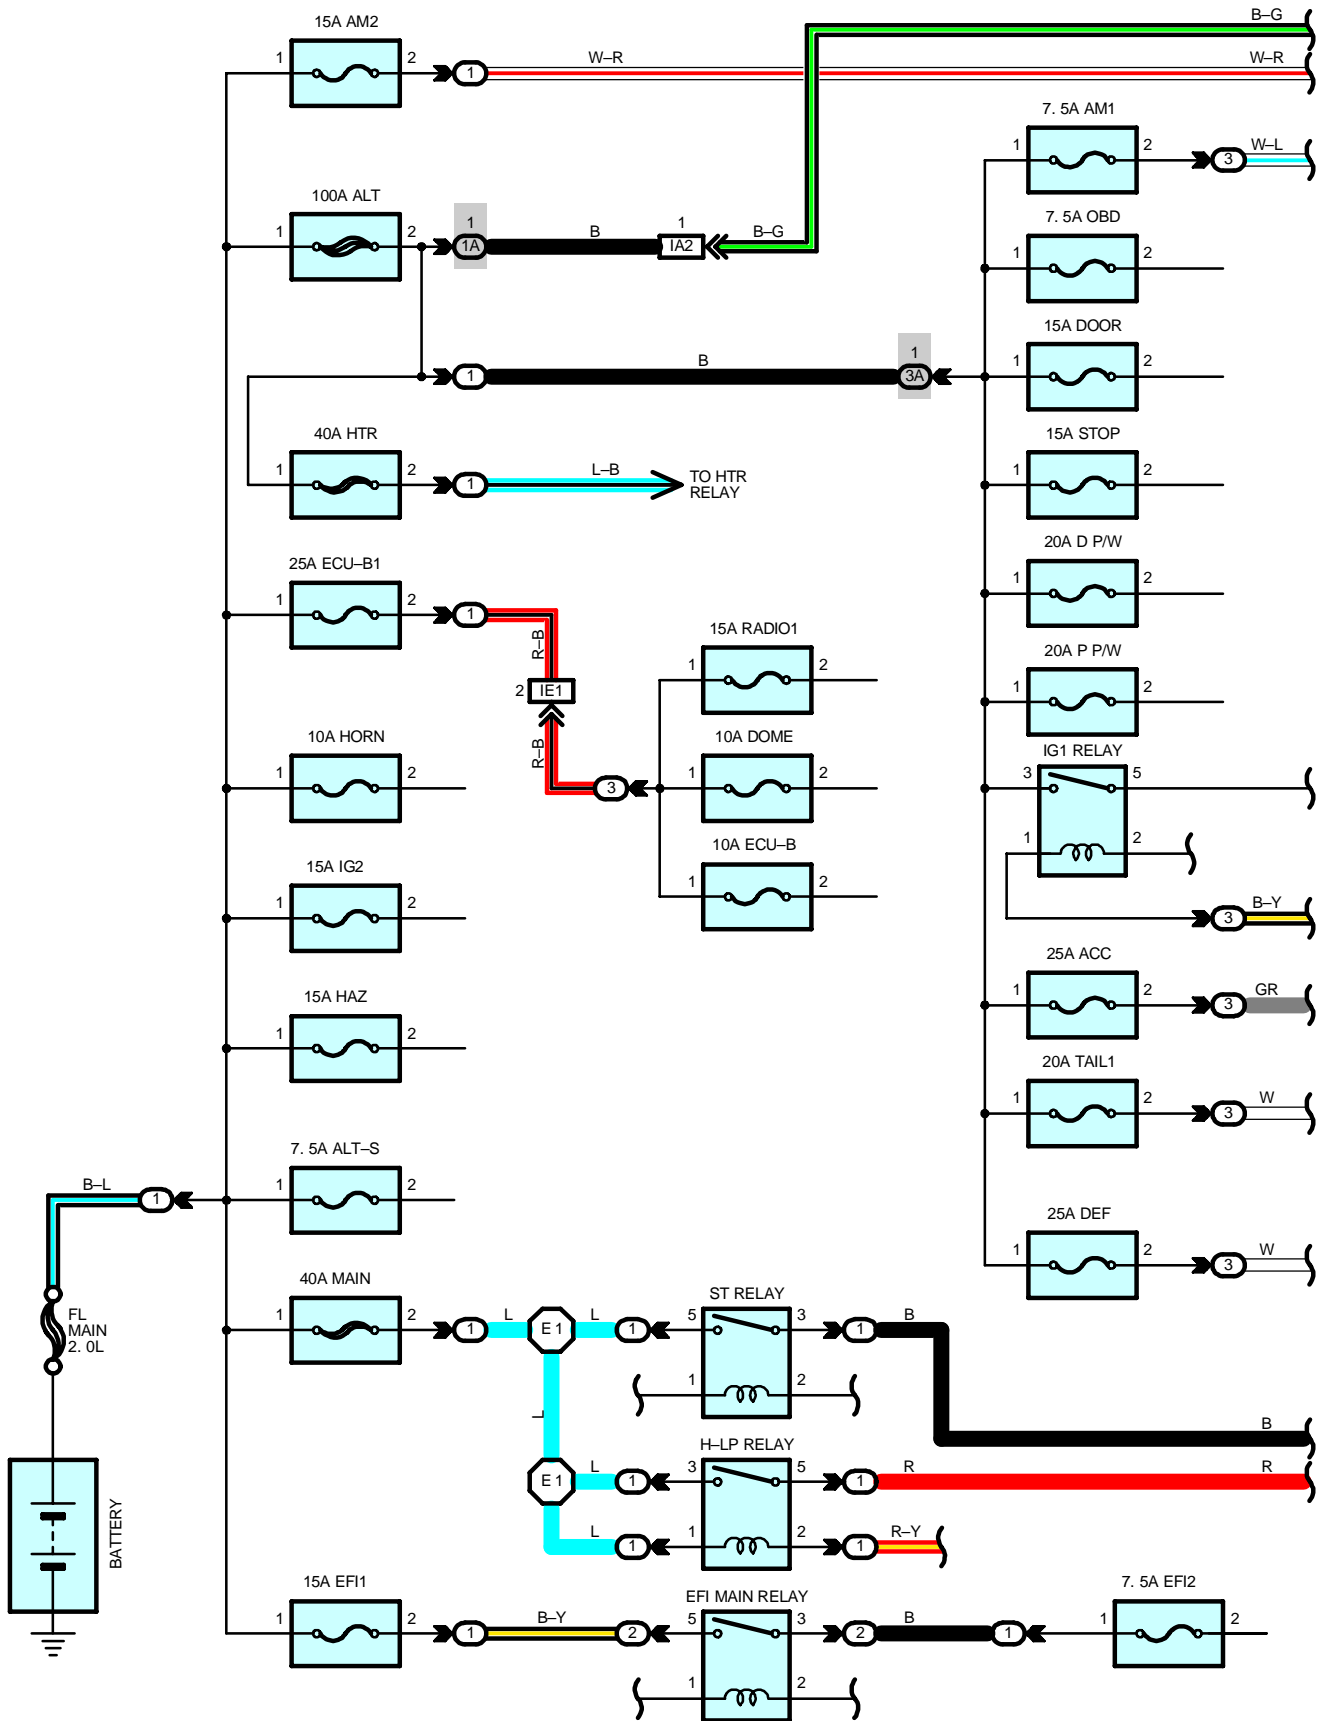 15A AM2
1 2 1 W–R W–R
B–G
7. 5A AM1
1 2 3 W–L
100A ALT
1 2 1 1A B 1 IA2 B–G
7. 5A OBD
1 2
15A DOOR
1 2
1 B 1 3A
40A HTR
1 2 1 L–B TO HTR
RELAY
15A STOP
1 2
25A ECU–B1
1 2 1 R–B
2 IE1
R–B
3
20A D P/W
1 2
15A RADIO1
1 2
20A P P/W
1 2
10A HORN
1 2
10A DOME
1 2
IG1 RELAY
3 5
1 2
3 B–Y
10A ECU–B
1 2
15A IG2
1 2
25A ACC
1 2 3 GR
15A HAZ
1 2
20A TAIL1
1 2 3 W
7. 5A ALT–S
1 2
B–L 1
25A DEF
1 2 3 W
FL
MAIN
2. 0L
BATTERY
40A MAIN
1 2 1 L E 1 L 1
ST RELAY
5 3 1 B
1 2
B
L
H–LP RELAY
E 1 L 1 3 5 1 R R
L 1 1 2 1 R–Y
15A EFI1
1 2 1 B–Y 2
EFI MAIN RELAY
5 3 2 B 1
1 2
7. 5A EFI2
1 2